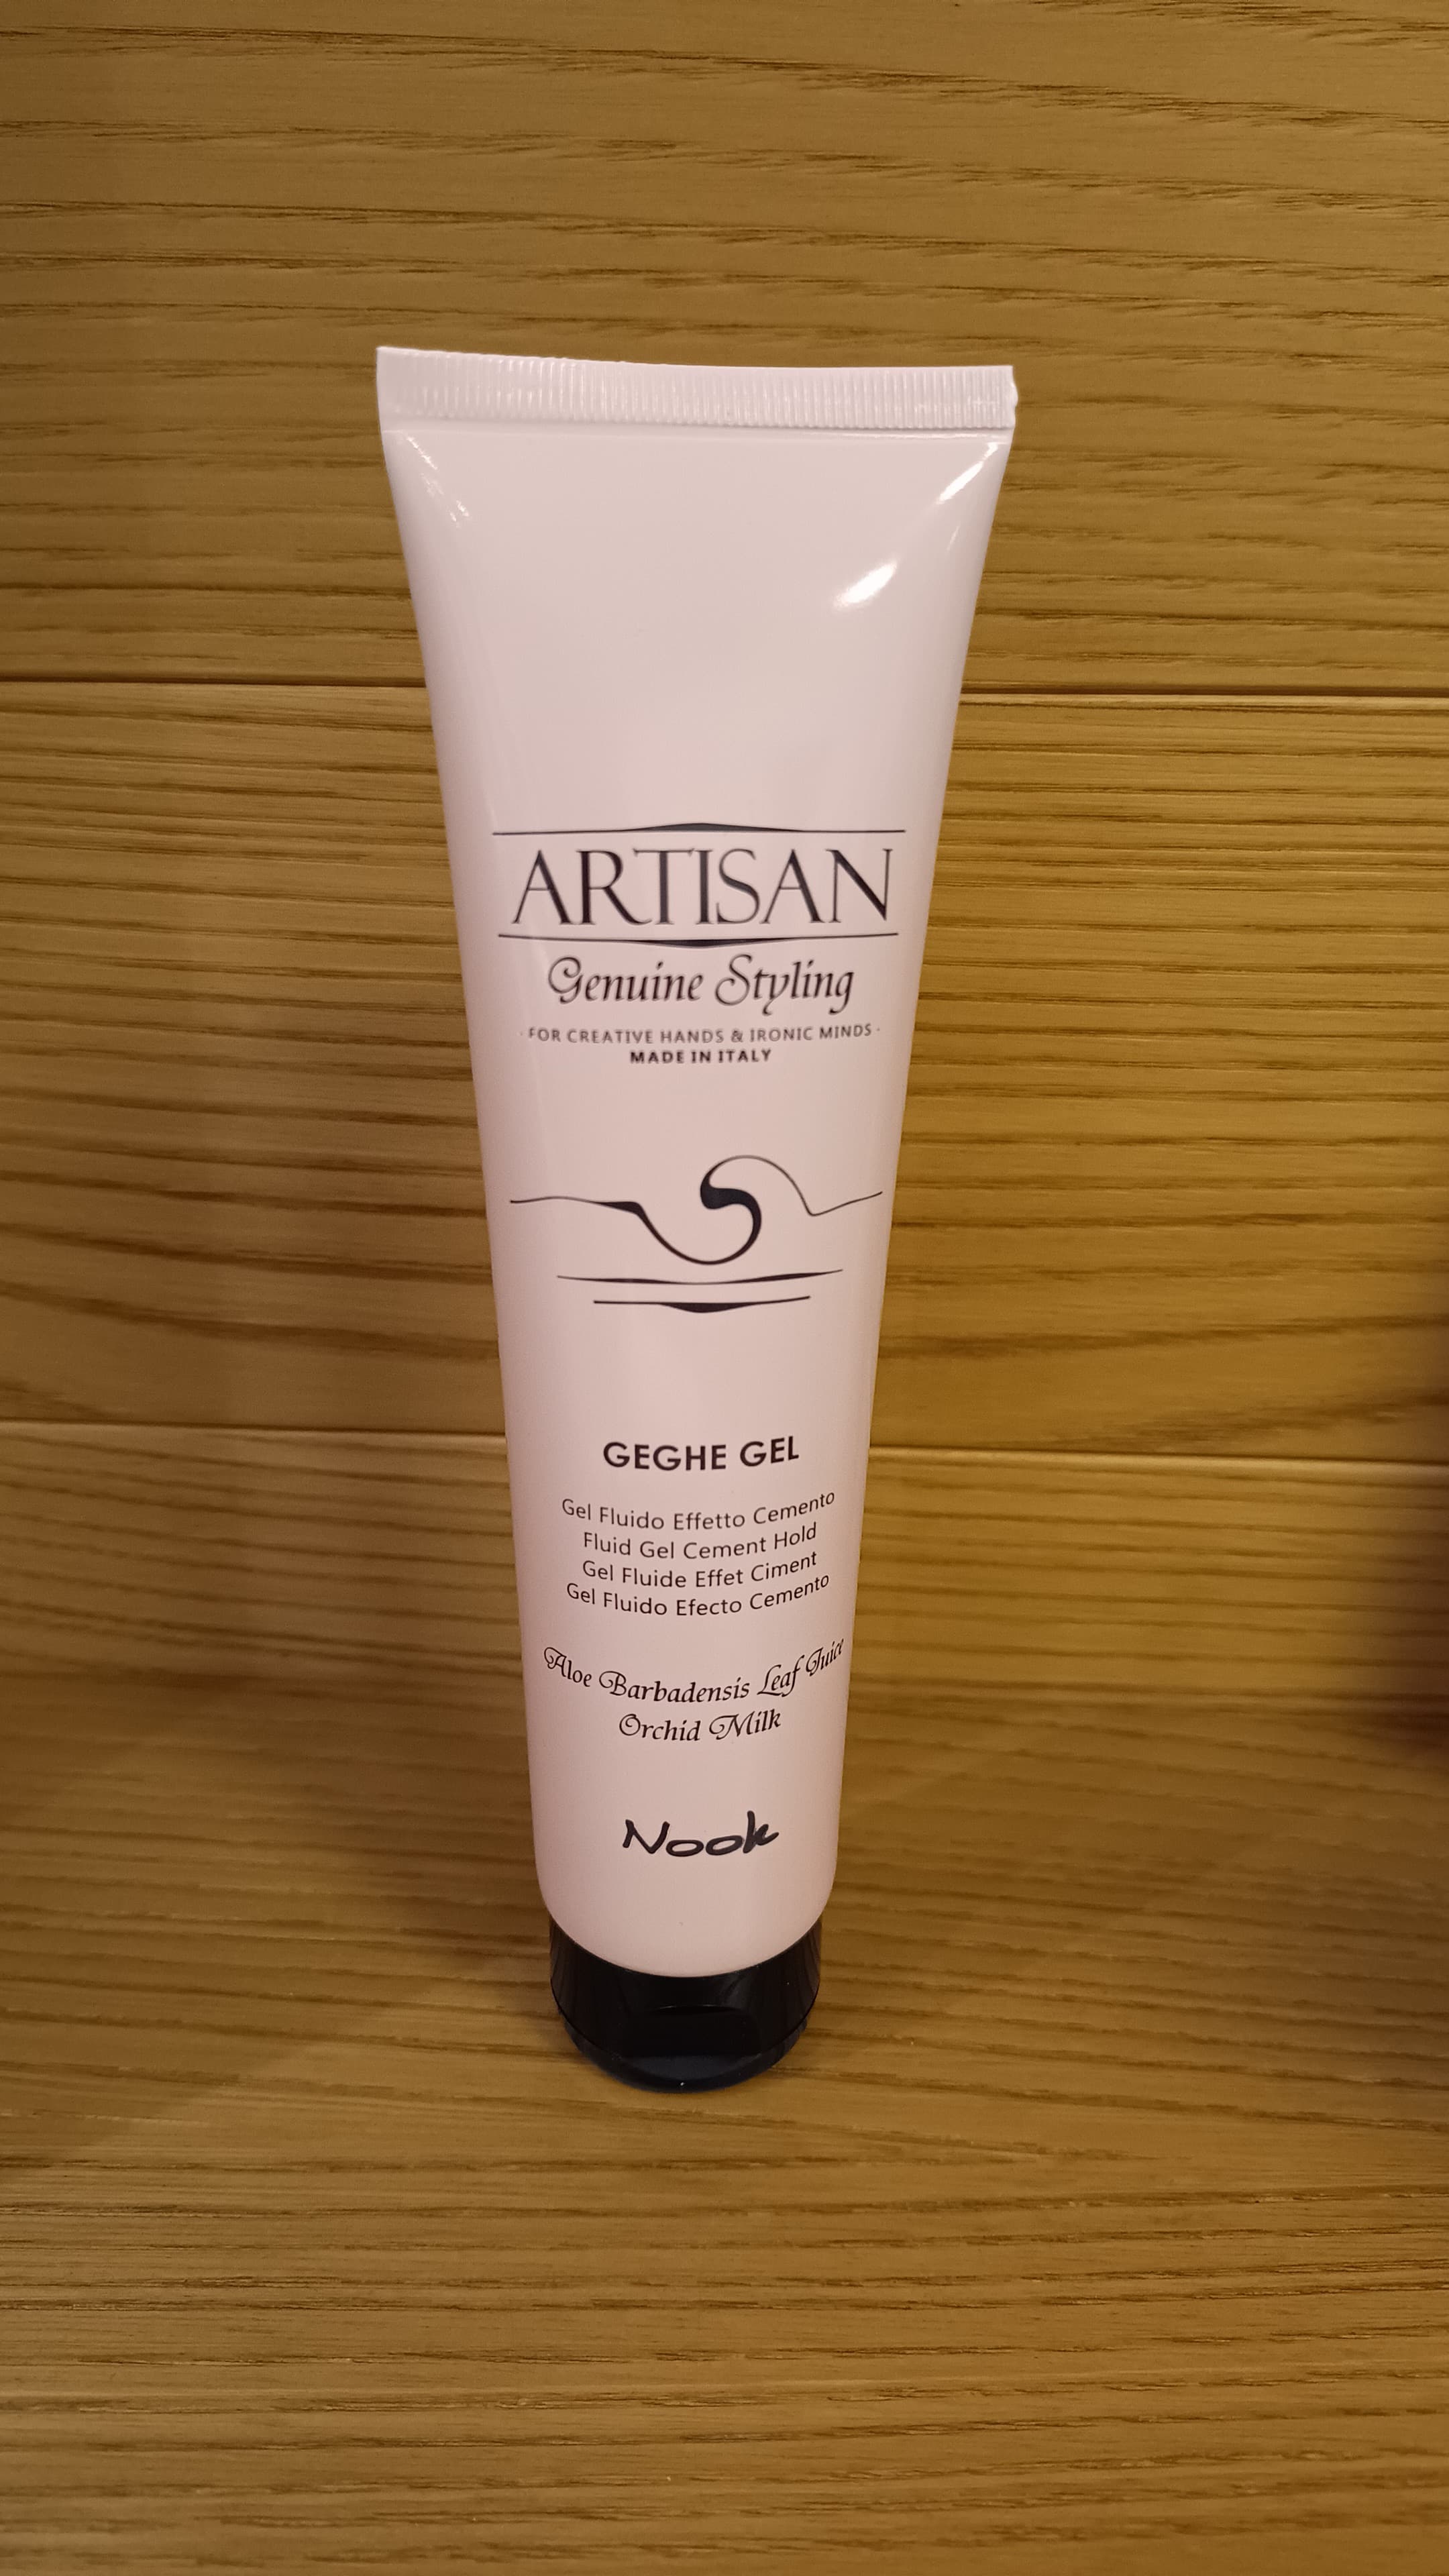 ARTISAN
Genuine Styling
· FOR CREATIVE HANDS & IRONIC MINDS ·
MADE IN ITALY
GEGHE GEL
Gel Fluido Effetto Cemento
Fluid Gel Cement Hold
Gel Fluide Effet Ciment
Gel Fluido Efecto Cemento
Aloe Barbadensis Leaf Juice
Orchid Milk
Nook